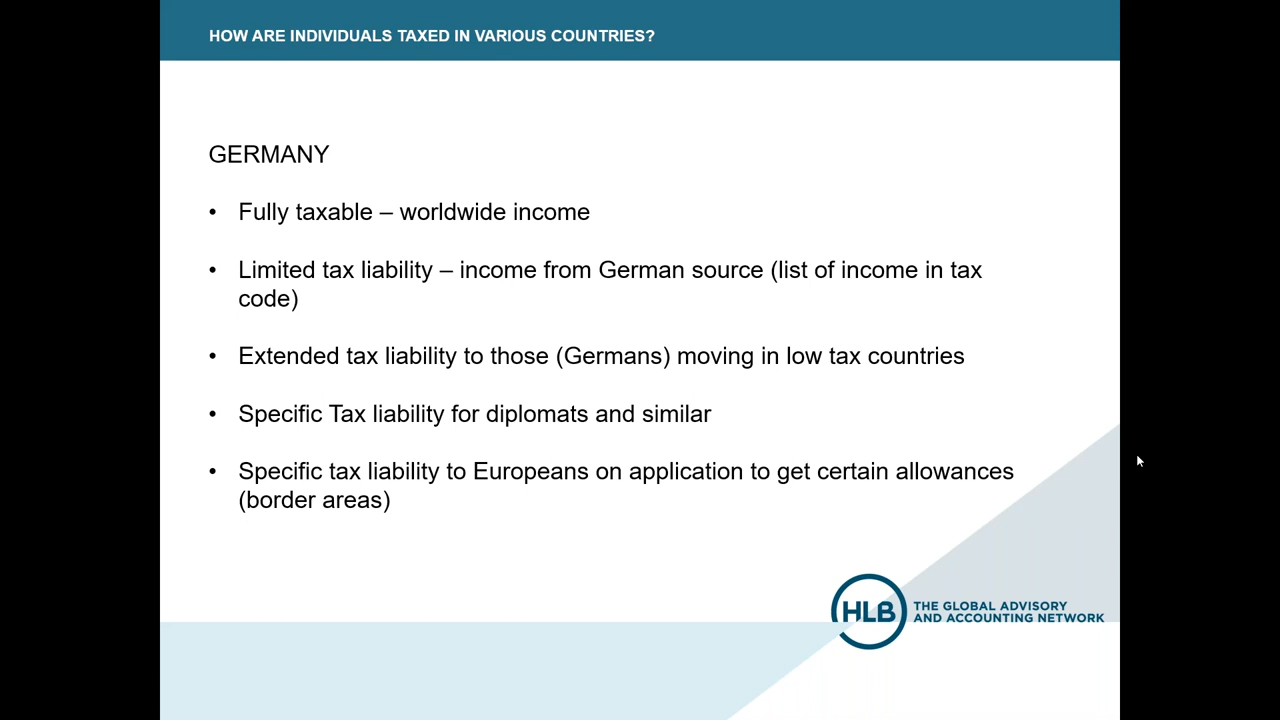 HOW ARE INDIVIDUALS TAXED IN VARIOUS COUNTRIES?
GERMANY
• Fully taxable – worldwide income
• Limited tax liability – income from German source (list of income in tax
code)
• Extended tax liability to those (Germans) moving in low tax countries
• Specific Tax liability for diplomats and similar
• Specific tax liability to Europeans on application to get certain allowances
(border areas)
HLB
THE GLOBAL ADVISORY
AND ACCOUNTING NETWORK